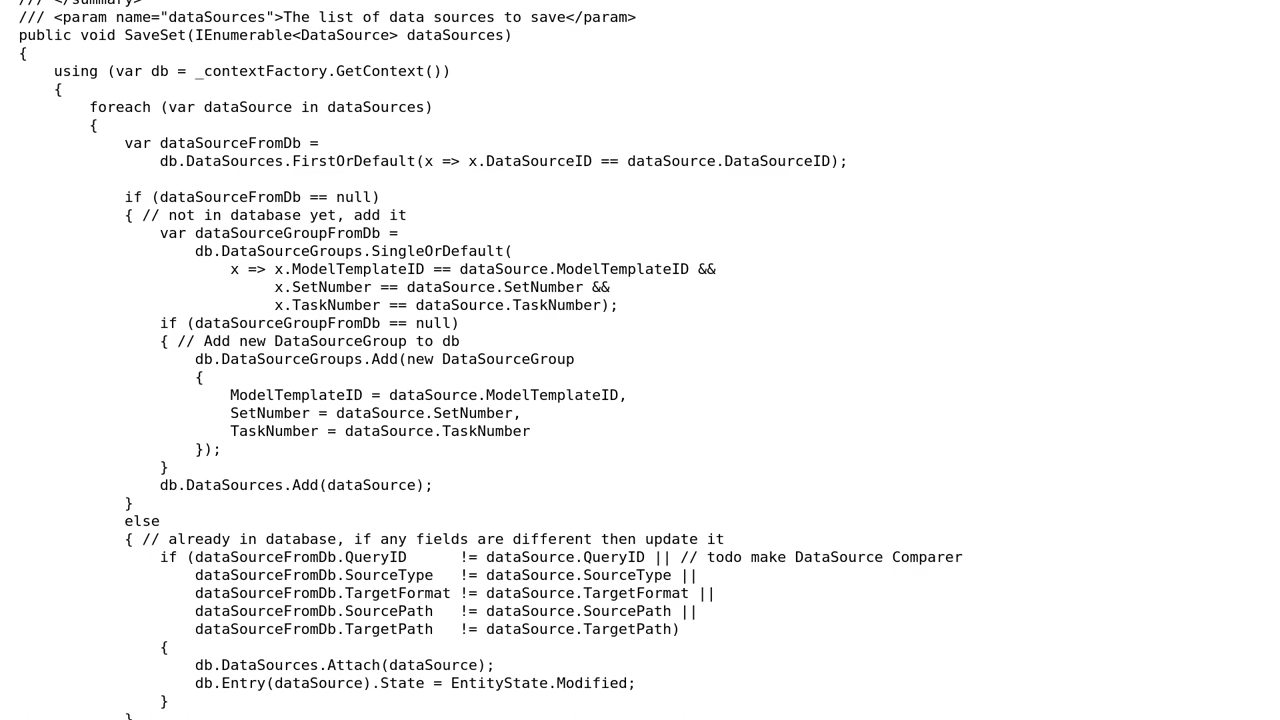 /// </summary>
/// <param name="dataSources">The list of data sources to save</param>
public void SaveSet(IEnumerable<DataSource> dataSources)
{
    using (var db = _contextFactory.GetContext())
    {
        foreach (var dataSource in dataSources)
        {
            var dataSourceFromDb =
                db.DataSources.FirstOrDefault(x => x.DataSourceID == dataSource.DataSourceID);

            if (dataSourceFromDb == null)
            { // not in database yet, add it
                var dataSourceGroupFromDb =
                    db.DataSourceGroups.SingleOrDefault(
                        x => x.ModelTemplateID == dataSource.ModelTemplateID &&
                             x.SetNumber == dataSource.SetNumber &&
                             x.TaskNumber == dataSource.TaskNumber);
                if (dataSourceGroupFromDb == null)
                { // Add new DataSourceGroup to db
                    db.DataSourceGroups.Add(new DataSourceGroup
                    {
                        ModelTemplateID = dataSource.ModelTemplateID,
                        SetNumber = dataSource.SetNumber,
                        TaskNumber = dataSource.TaskNumber
                    });
                }
                db.DataSources.Add(dataSource);
            }
            else
            { // already in database, if any fields are different then update it
                if (dataSourceFromDb.QueryID      != dataSource.QueryID || // todo make DataSource Comparer
                    dataSourceFromDb.SourceType   != dataSource.SourceType ||
                    dataSourceFromDb.TargetFormat != dataSource.TargetFormat ||
                    dataSourceFromDb.SourcePath   != dataSource.SourcePath ||
                    dataSourceFromDb.TargetPath   != dataSource.TargetPath)
                {
                    db.DataSources.Attach(dataSource);
                    db.Entry(dataSource).State = EntityState.Modified;
                }
            }